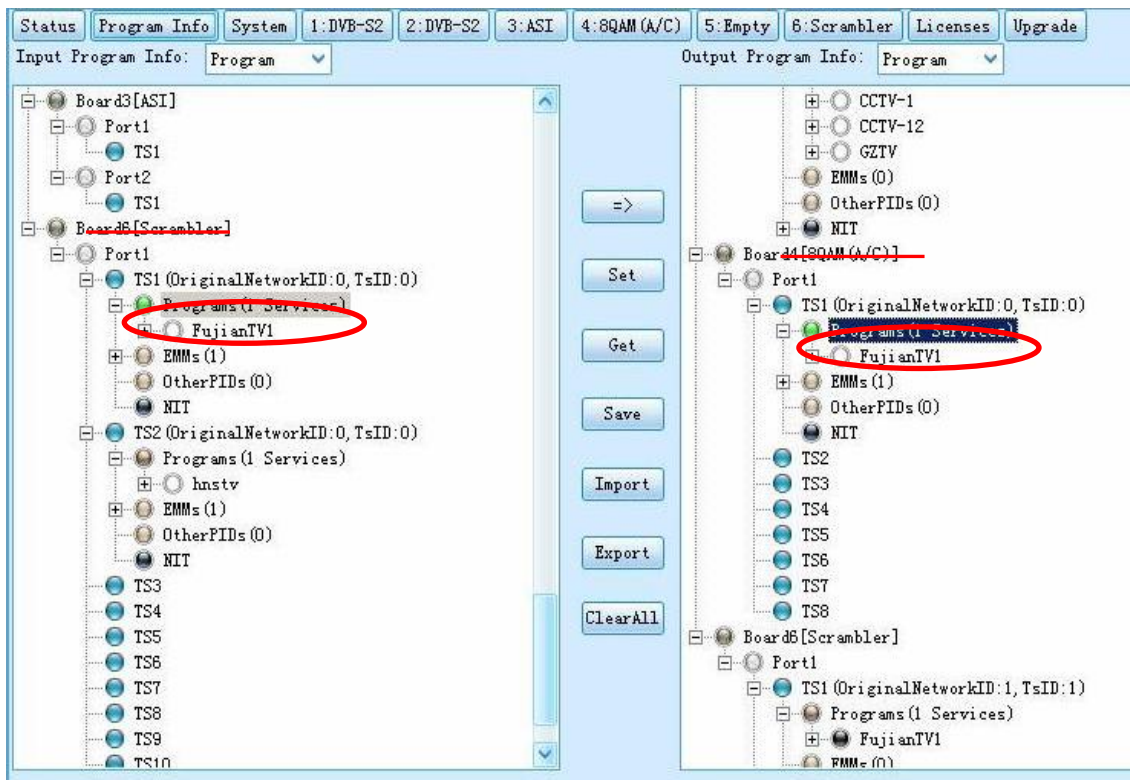 Status Program Info System 1:DVB-S2 2:DVB-S2 3:ASI 4:8QAM(A/C) 5:Empty 6:Scrambler Licenses Upgrade
Input Program Info: Program
Output Program Info: Program
Board3[ASI]
Port1
TS1
Port2
TS1
Board6[Scrambler]
Port1
TS1(OriginalNetworkID:0,TsID:0)
Programs(1 Services)
FujianTV1
EMMs(1)
OtherPIDs(0)
NIT
TS2(OriginalNetworkID:0,TsID:0)
Programs(1 Services)
hnstv
EMMs(1)
OtherPIDs(0)
NIT
TS3
TS4
TS5
TS6
TS7
TS8
TS9
TS10
=>
Set
Get
Save
Import
Export
ClearAll
CCTV-1
CCTV-12
GZTV
EMMs(0)
OtherPIDs(0)
NIT
Board4[8QAM(A/C)]
Port1
TS1(OriginalNetworkID:0,TsID:0)
Programs(1 Services)
FujianTV1
EMMs(1)
OtherPIDs(0)
NIT
TS2
TS3
TS4
TS5
TS6
TS7
TS8
Board6[Scrambler]
Port1
TS1(OriginalNetworkID:1,TsID:1)
Programs(1 Services)
FujianTV1
EMMs(0)